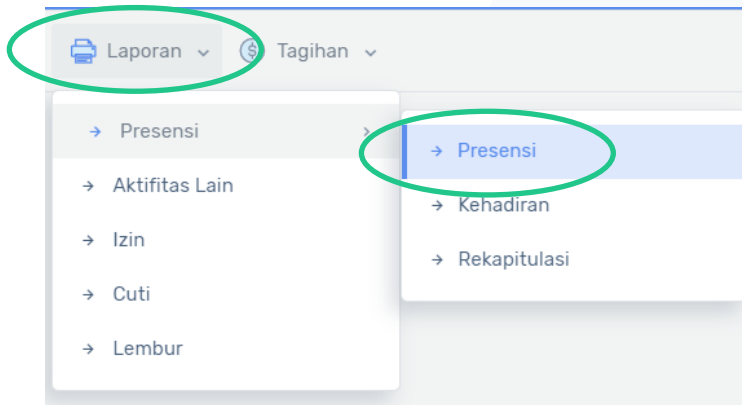 Laporan Tagihan
Presensi
Aktifitas Lain
Izin
Cuti
Lembur
Presensi
Kehadiran
Rekapitulasi